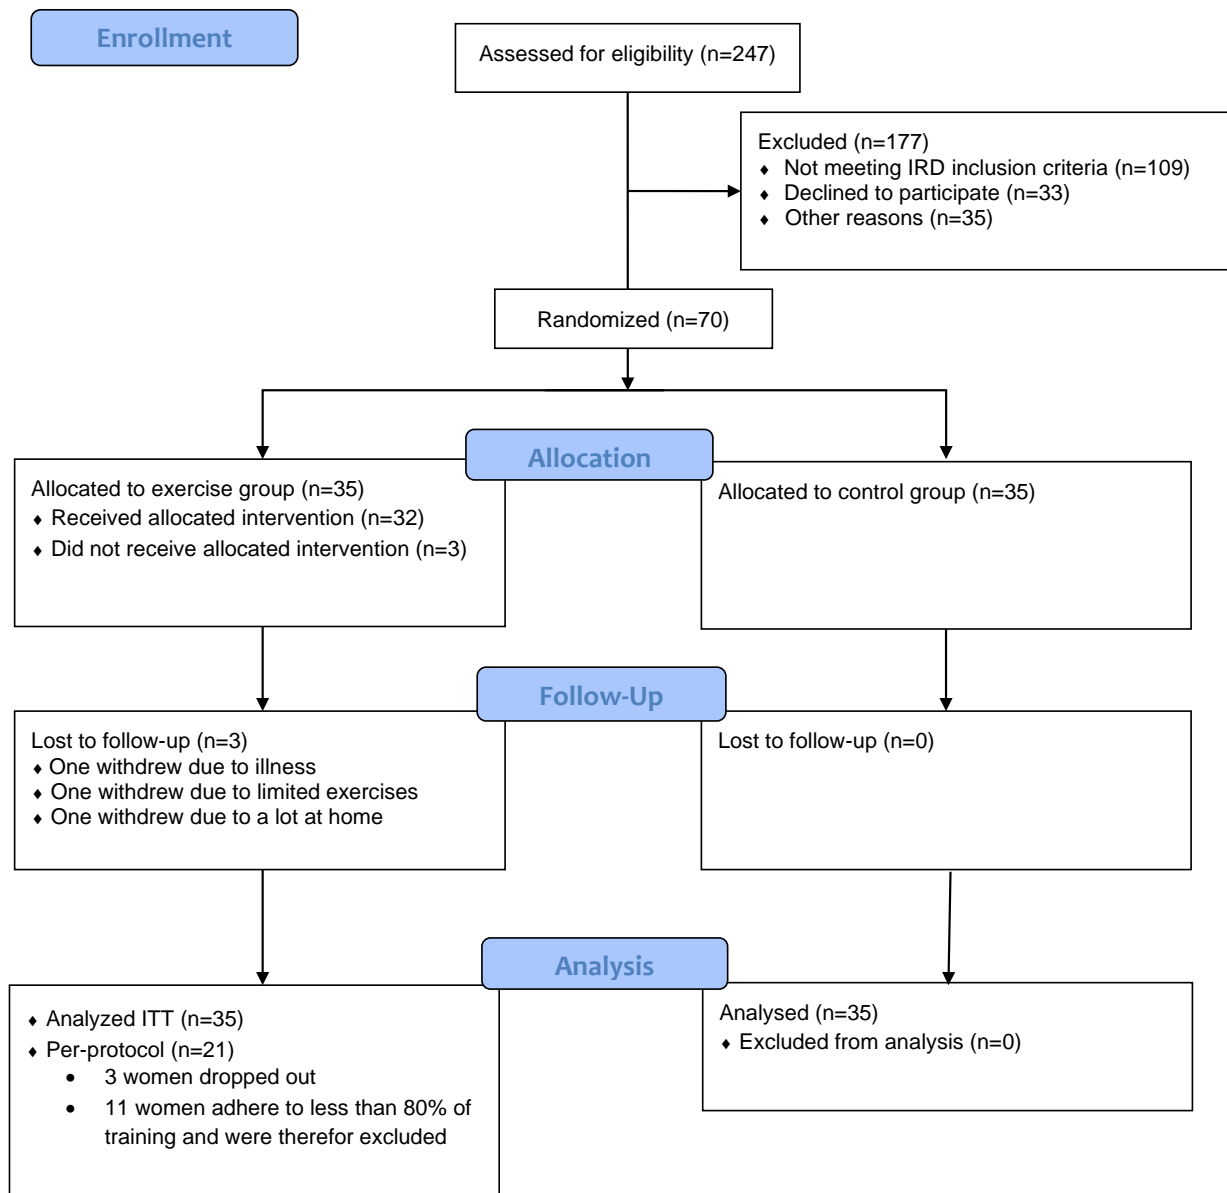 Enrollment
Assessed for eligibility (n=247)
Excluded (n=177)
♦ Not meeting IRD inclusion criteria (n=109)
♦ Declined to participate (n=33)
♦ Other reasons (n=35)
Randomized (n=70)
Allocation
Allocated to exercise group (n=35)
♦ Received allocated intervention (n=32)
♦ Did not receive allocated intervention (n=3)
Allocated to control group (n=35)
Follow-Up
Lost to follow-up (n=3)
♦ One withdrew due to illness
♦ One withdrew due to limited exercises
♦ One withdrew due to a lot at home
Lost to follow-up (n=0)
Analysis
♦ Analyzed ITT (n=35)
♦ Per-protocol (n=21)
• 3 women dropped out
• 11 women adhere to less than 80% of
training and were therefor excluded
Analysed (n=35)
♦ Excluded from analysis (n=0)